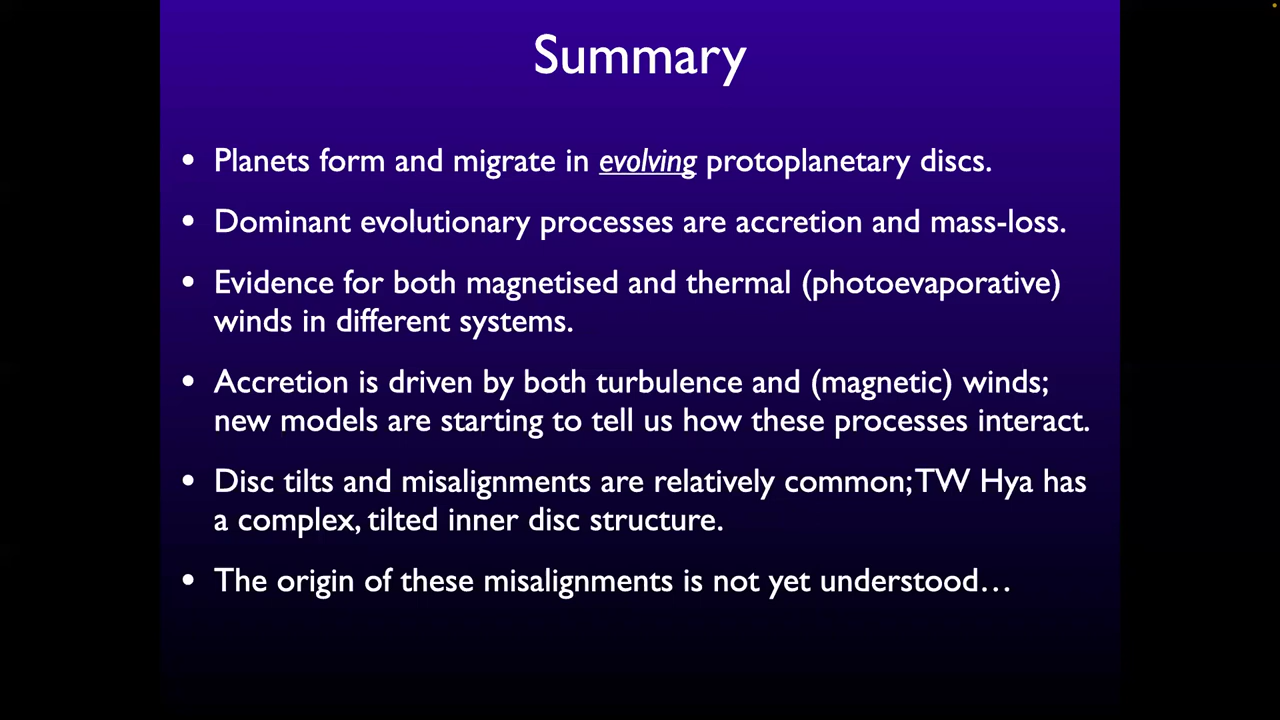 Summary
• Planets form and migrate in evolving protoplanetary discs.
• Dominant evolutionary processes are accretion and mass-loss.
• Evidence for both magnetised and thermal (photoevaporative)
winds in different systems.
• Accretion is driven by both turbulence and (magnetic) winds;
new models are starting to tell us how these processes interact.
• Disc tilts and misalignments are relatively common; TW Hya has
a complex, tilted inner disc structure.
• The origin of these misalignments is not yet understood…